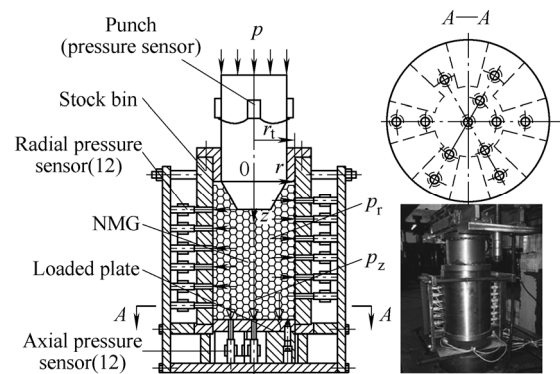 Punch
(pressure sensor)
p
A—A
Stock bin
r_t
Radial pressure
sensor(12)
0
r
z
NMG
p_r
Loaded plate
p_z
A
A
Axial pressure
sensor(12)